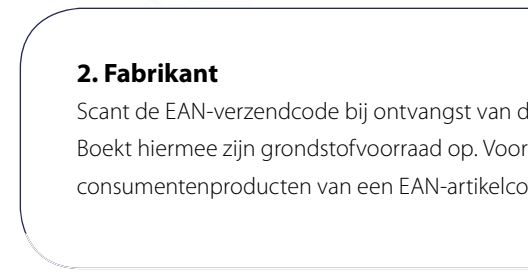 2. Fabrikant
Scant de EAN-verzendcode bij ontvangst van d
Boekt hiermee zijn grondstofvoorraad op. Voor
consumentenproducten van een EAN-artikelco